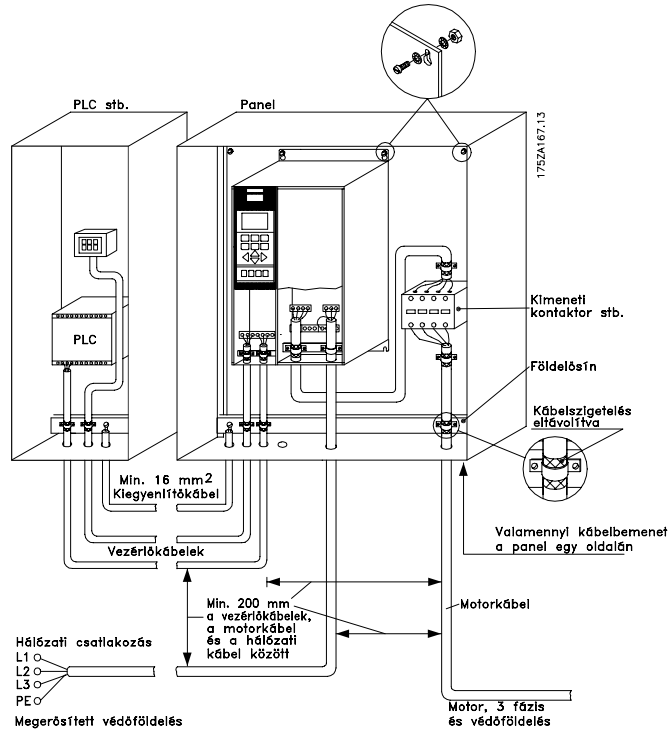 PLC stb.
Panel
175ZA167.13
PLC
Kimeneti
kontaktor stb.
Földelősín
Kábelszigetelés
eltávolítva
Min. 16 mm2
Kiegyenlítőkábel
Vezérlőkábelek
Valamennyi kábelbemenet
a panel egy oldalán
Min. 200 mm
a vezérlőkábelek,
a motorkábel
és a hálózati
kábel között
Motorkábel
Hálózati csatlakozás
L1
L2
L3
PE
Megerősített védőföldelés
Motor, 3 fázis
és védőföldelés